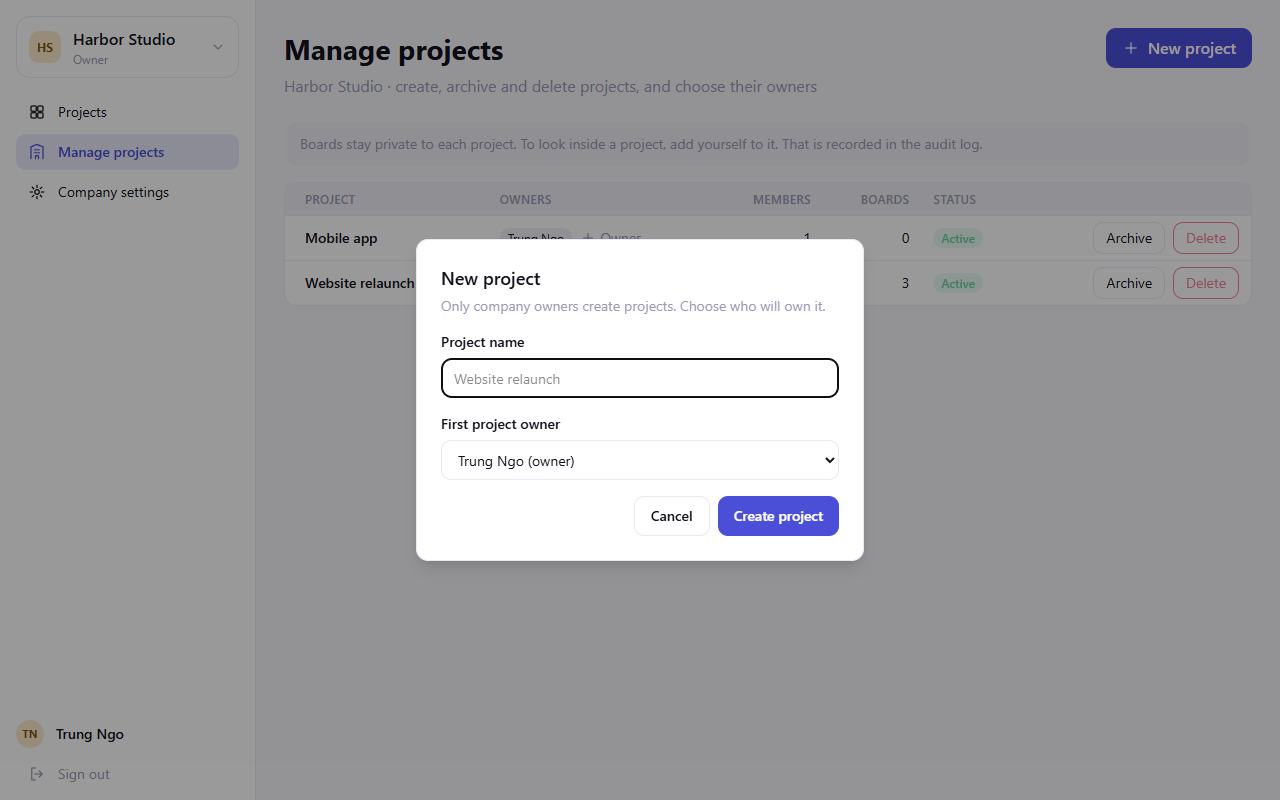 HS
Harbor Studio
Owner
Projects
Manage projects
Company settings
TN
Trung Ngo
Sign out
Manage projects
New project
Harbor Studio · create, archive and delete projects, and choose their owners
Boards stay private to each project. To look inside a project, add yourself to it. That is recorded in the audit log.
PROJECT OWNERS MEMBERS BOARDS STATUS
Mobile app Trung Ngo + Owner 1 0 Active Archive Delete
Website relaunch 3 Active Archive Delete
New project
Only company owners create projects. Choose who will own it.
Project name
Website relaunch
First project owner
Trung Ngo (owner)
Cancel
Create project